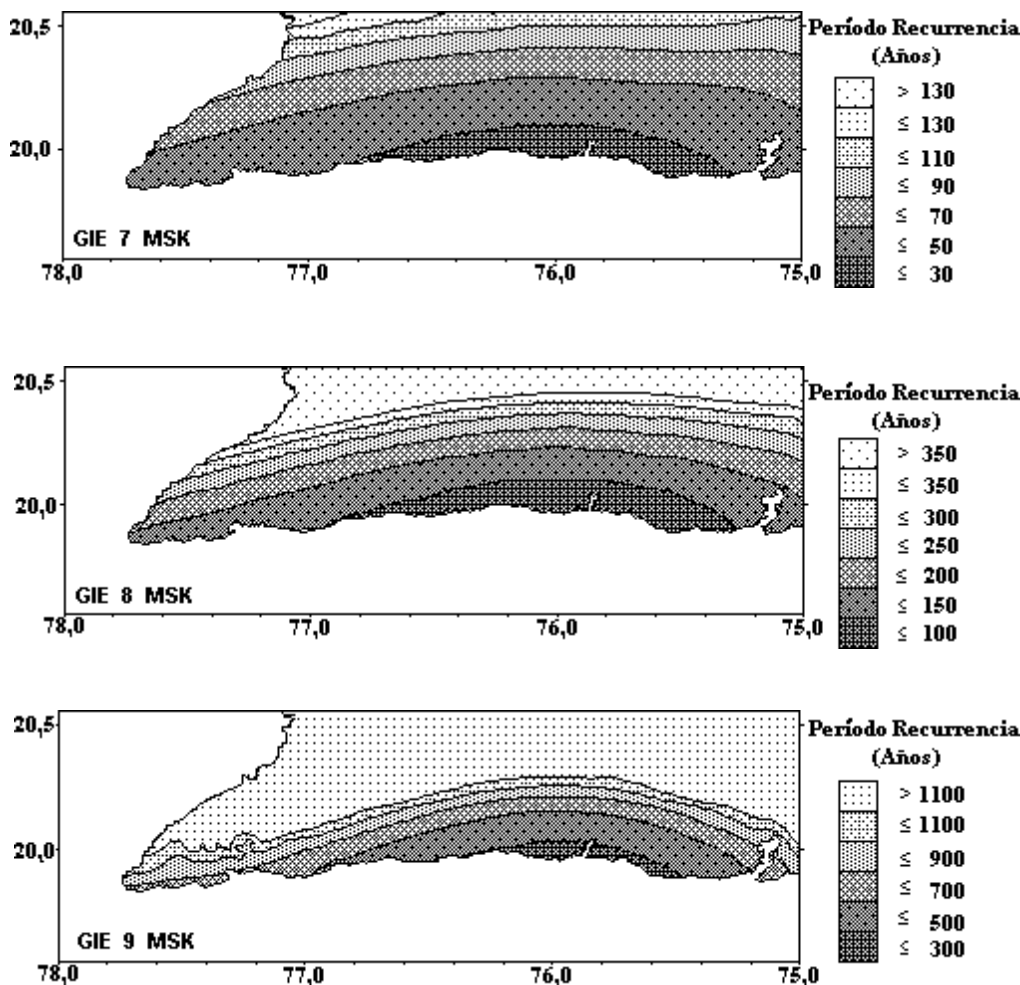 20,5
20,0
GIE 7 MSK
78,0 77,0 76,0 75,0
Período Recurrencia
(Años)
> 130
≤ 130
≤ 110
≤ 90
≤ 70
≤ 50
≤ 30
20,5
20,0
GIE 8 MSK
78,0 77,0 76,0 75,0
Período Recurrencia
(Años)
> 350
≤ 350
≤ 300
≤ 250
≤ 200
≤ 150
≤ 100
20,5
20,0
GIE 9 MSK
78,0 77,0 76,0 75,0
Período Recurrencia
(Años)
> 1100
≤ 1100
≤ 900
≤ 700
≤ 500
≤ 300